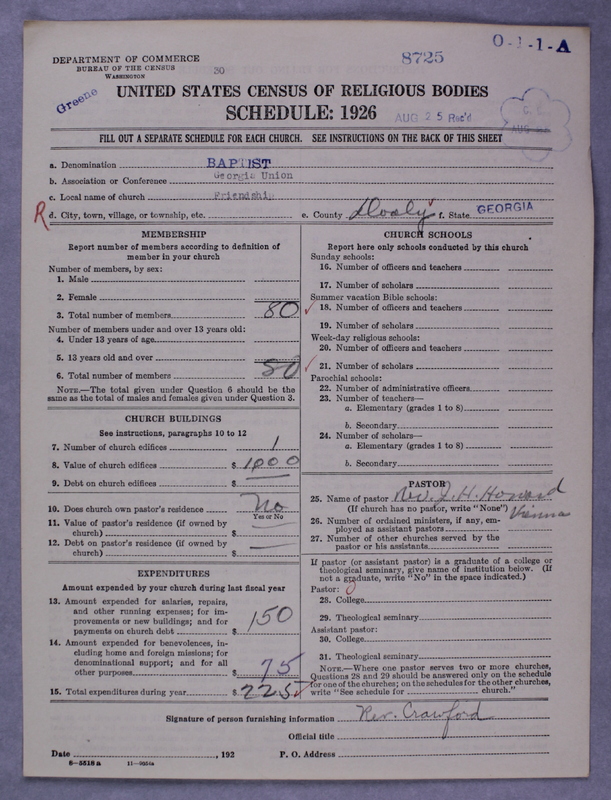 DEPARTMENT OF COMMERCE
BUREAU OF THE CENSUS
WASHINGTON
30
8725
O-1-1-A
Greene
UNITED STATES CENSUS OF RELIGIOUS BODIES
SCHEDULE: 1926
AUG 25 Rec'd
FILL OUT A SEPARATE SCHEDULE FOR EACH CHURCH. SEE INSTRUCTIONS ON THE BACK OF THIS SHEET
a. Denomination BAPTIST
b. Association or Conference Georgia Union
c. Local name of church Friendship
R d. City, town, village, or township, etc. e. County Dooly f. State GEORGIA
MEMBERSHIP
Report number of members according to definition of
member in your church
Number of members, by sex:
1. Male
2. Female
3. Total number of members 80
Number of members under and over 13 years old:
4. Under 13 years of age
5. 13 years old and over
6. Total number of members 80
NOTE.—The total given under Question 6 should be the
same as the total of males and females given under Question 3.
CHURCH BUILDINGS
See instructions, paragraphs 10 to 12
7. Number of church edifices 1
8. Value of church edifices $ 1000
9. Debt on church edifices $ —
10. Does church own pastor's residence No
Yes or No
11. Value of pastor's residence (if owned by
church) $ —
12. Debt on pastor's residence (if owned by
church) $ —
EXPENDITURES
Amount expended by your church during last fiscal year
13. Amount expended for salaries, repairs,
and other running expenses; for im-
provements or new buildings; and for
payments on church debt $ 150
14. Amount expended for benevolences, in-
cluding home and foreign missions; for
denominational support; and for all
other purposes $ 75
15. Total expenditures during year $ 225
CHURCH SCHOOLS
Report here only schools conducted by this church
Sunday schools:
16. Number of officers and teachers
17. Number of scholars
Summer vacation Bible schools:
18. Number of officers and teachers
19. Number of scholars
Week-day religious schools:
20. Number of officers and teachers
21. Number of scholars
Parochial schools:
22. Number of administrative officers
23. Number of teachers—
a. Elementary (grades 1 to 8)
b. Secondary
24. Number of scholars—
a. Elementary (grades 1 to 8)
b. Secondary
PASTOR
25. Name of pastor Rev. J. H. Howard
(If church has no pastor, write "None") Vienna
26. Number of ordained ministers, if any, em-
ployed as assistant pastors
27. Number of other churches served by the
pastor or his assistants
If pastor (or assistant pastor) is a graduate of a college or
theological seminary, give name of institution below. (If
not a graduate, write "No" in the space indicated.)
Pastor: 0
28. College
29. Theological seminary
Assistant pastor:
30. College
31. Theological seminary
NOTE.—Where one pastor serves two or more churches,
Questions 28 and 29 should be answered only on the schedule
for one of the churches; on the schedules for the other churches,
write "See schedule for church."
Signature of person furnishing information Rev. Crawford
Official title
Date , 192 P. O. Address
8-5518a 11-9954a